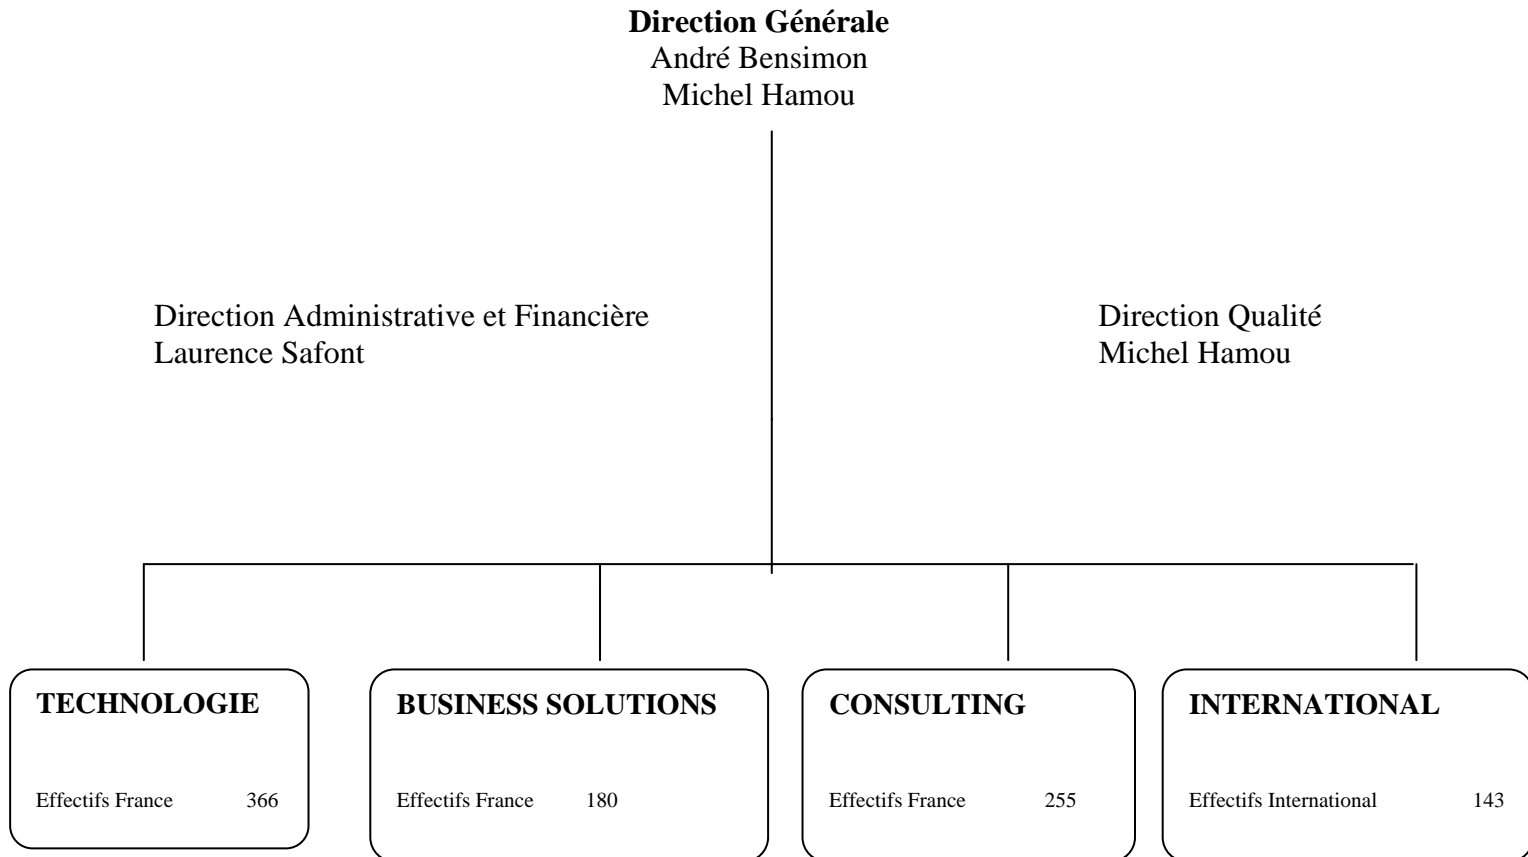 Direction Générale
André Bensimon
Michel Hamou
Direction Administrative et Financière
Laurence Safont
Direction Qualité
Michel Hamou
TECHNOLOGIE
Effectifs France 366
BUSINESS SOLUTIONS
Effectifs France 180
CONSULTING
Effectifs France 255
INTERNATIONAL
Effectifs International 143